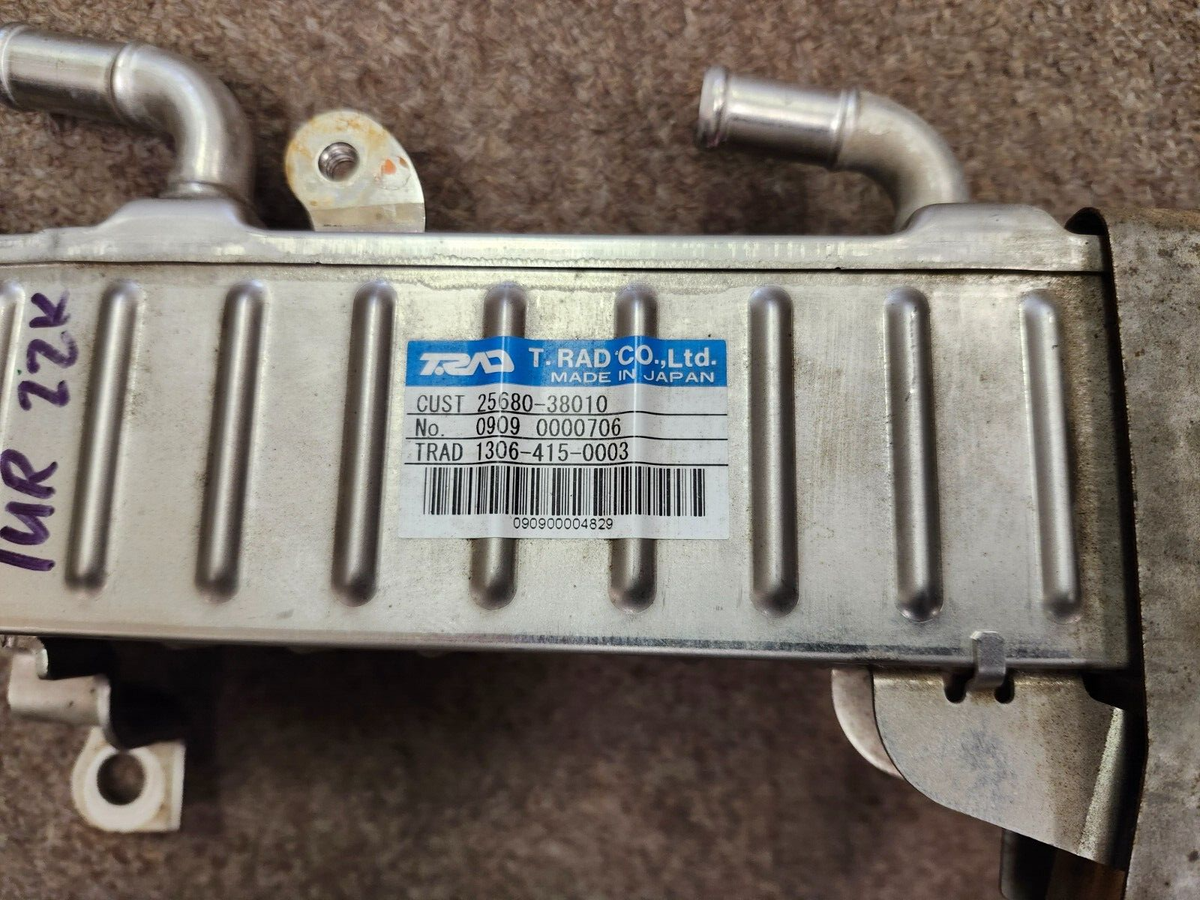 1UR 22K
TRAD T.RAD CO.,Ltd.
MADE IN JAPAN
CUST 25680-38010
No. 0909 0000706
TRAD 1306-415-0003
090900004829